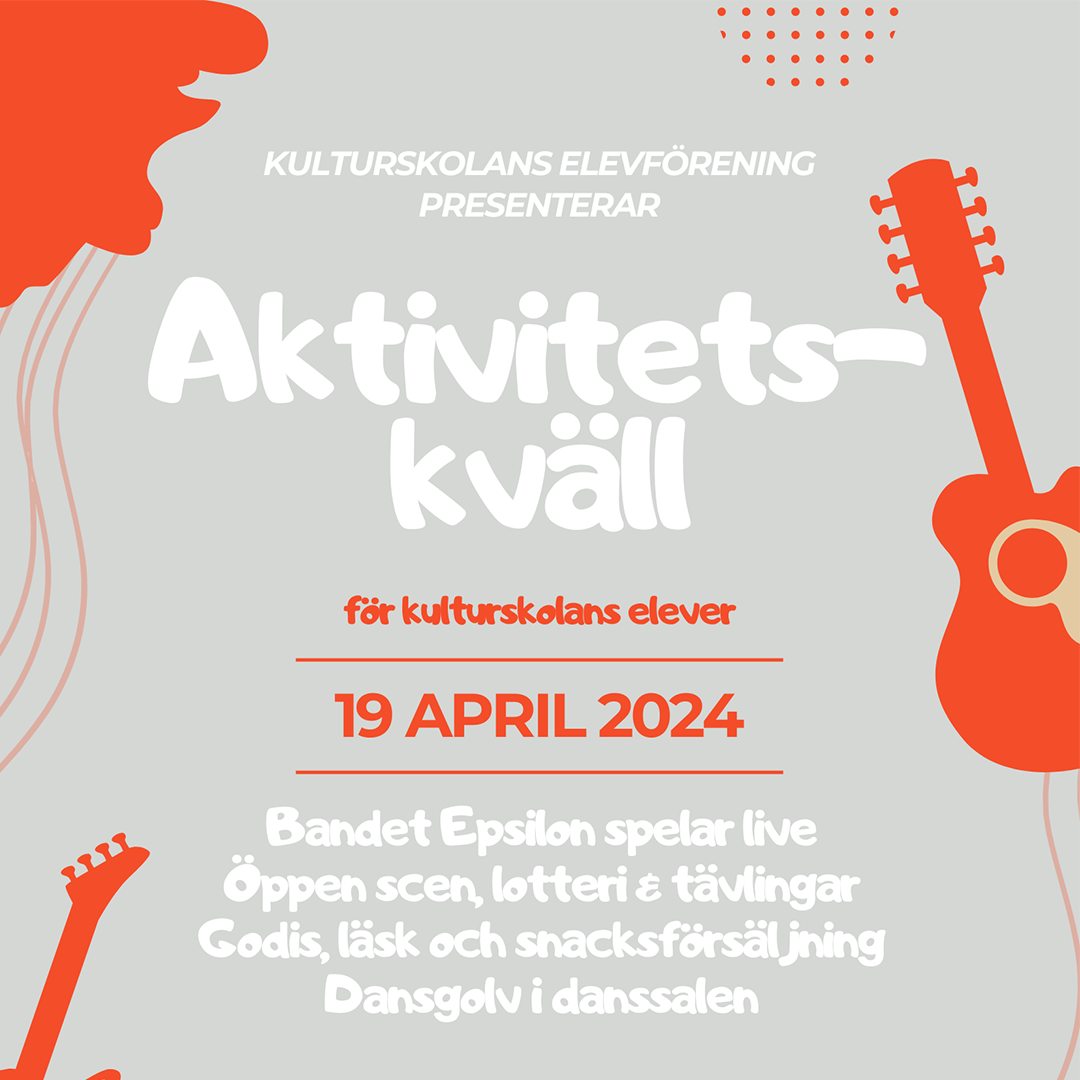 KULTURSKOLANS ELEVFÖRENING
PRESENTERAR
Aktivitets-
kväll
för kulturskolans elever
19 APRIL 2024
Bandet Epsilon spelar live
Öppen scen, lotteri & tävlingar
Godis, läsk och snacksförsäljning
Dansgolv i danssalen